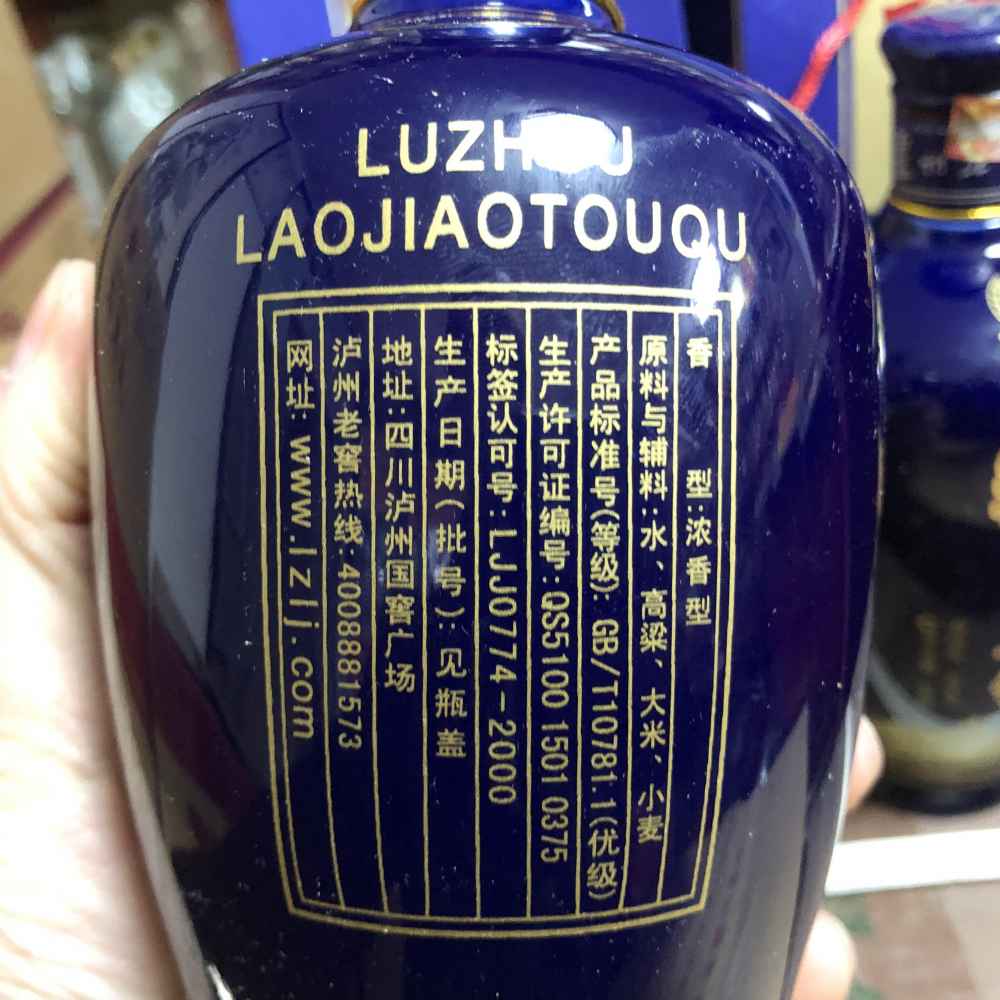 LUZHOU
LAOJIAOTOUQU
香型:浓香型
原料与辅料:水、高粱、大米、小麦
产品标准号(等级):GB/T10781.1(优级)
生产许可证编号:QS5100 1501 0375
标签认可号:LJJ0774-2000
生产日期(批号):见瓶盖
地址:四川泸州国窖广场
泸州老窖热线:4008881573
网址:www.lzlj.com